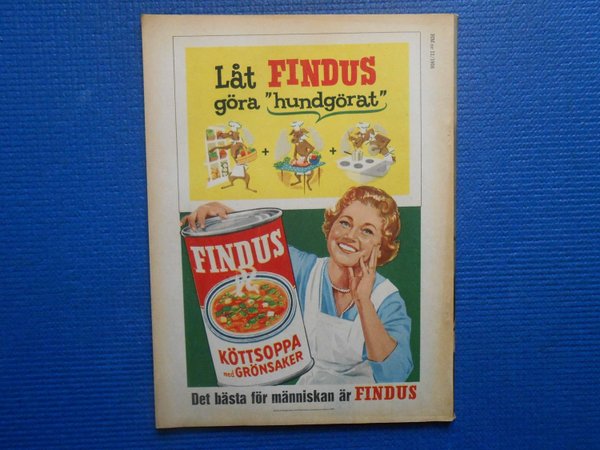 Låt FINDUS
göra "hundgörat"
+ +
FINDUS
KÖTTSOPPA
med GRÖNSAKER
Det bästa för människan är FINDUS